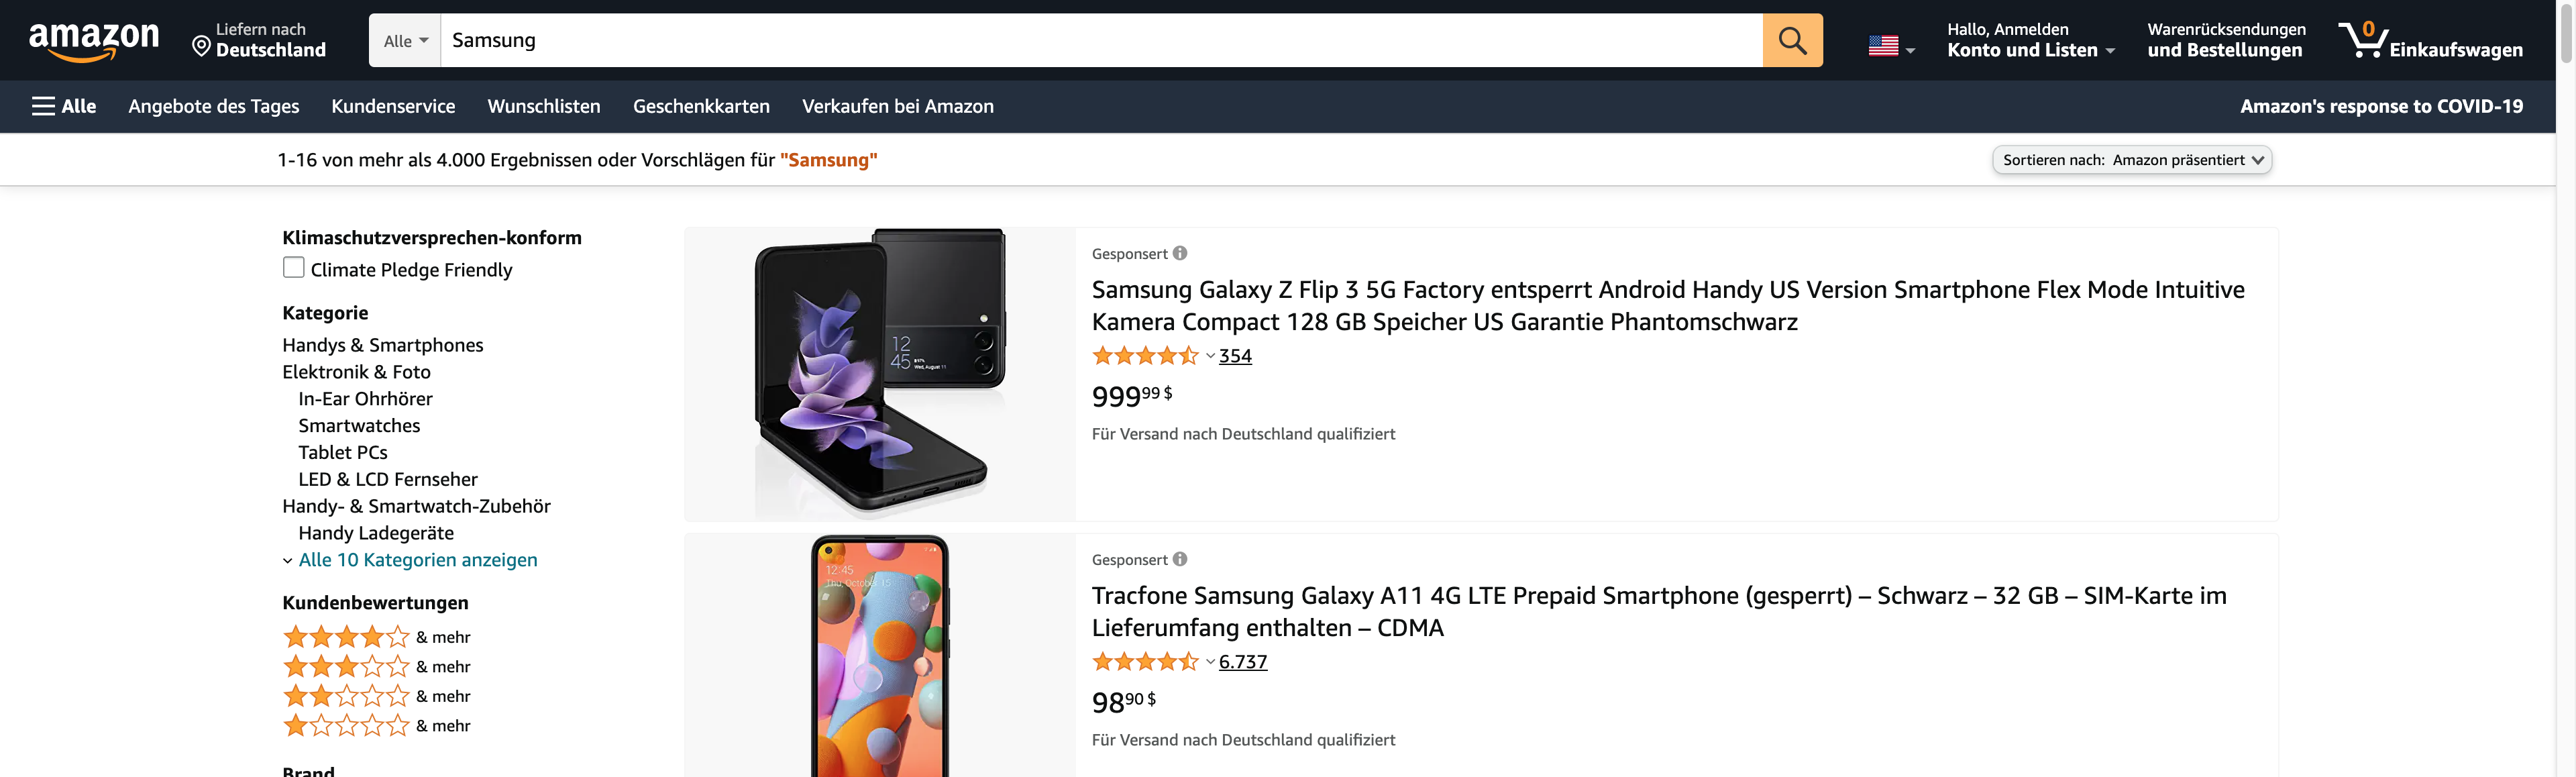 amazon
Liefern nach
Deutschland
Alle
Samsung
Hallo, Anmelden
Konto und Listen
Warenrücksendungen
und Bestellungen
0
Einkaufswagen
Alle
Angebote des Tages
Kundenservice
Wunschlisten
Geschenkkarten
Verkaufen bei Amazon
Amazon's response to COVID-19
1-16 von mehr als 4.000 Ergebnissen oder Vorschlägen für "Samsung"
Sortieren nach: Amazon präsentiert
Klimaschutzversprechen-konform
Climate Pledge Friendly
Kategorie
Handys & Smartphones
Elektronik & Foto
In-Ear Ohrhörer
Smartwatches
Tablet PCs
LED & LCD Fernseher
Handy- & Smartwatch-Zubehör
Handy Ladegeräte
Alle 10 Kategorien anzeigen
Kundenbewertungen
& mehr
& mehr
& mehr
& mehr
Brand
12
45
Wed, August 11
Gesponsert
Samsung Galaxy Z Flip 3 5G Factory entsperrt Android Handy US Version Smartphone Flex Mode Intuitive
Kamera Compact 128 GB Speicher US Garantie Phantomschwarz
354
999 99 $
Für Versand nach Deutschland qualifiziert
12:45
Thu, October 15
Gesponsert
Tracfone Samsung Galaxy A11 4G LTE Prepaid Smartphone (gesperrt) – Schwarz – 32 GB – SIM-Karte im
Lieferumfang enthalten – CDMA
6.737
98 90 $
Für Versand nach Deutschland qualifiziert